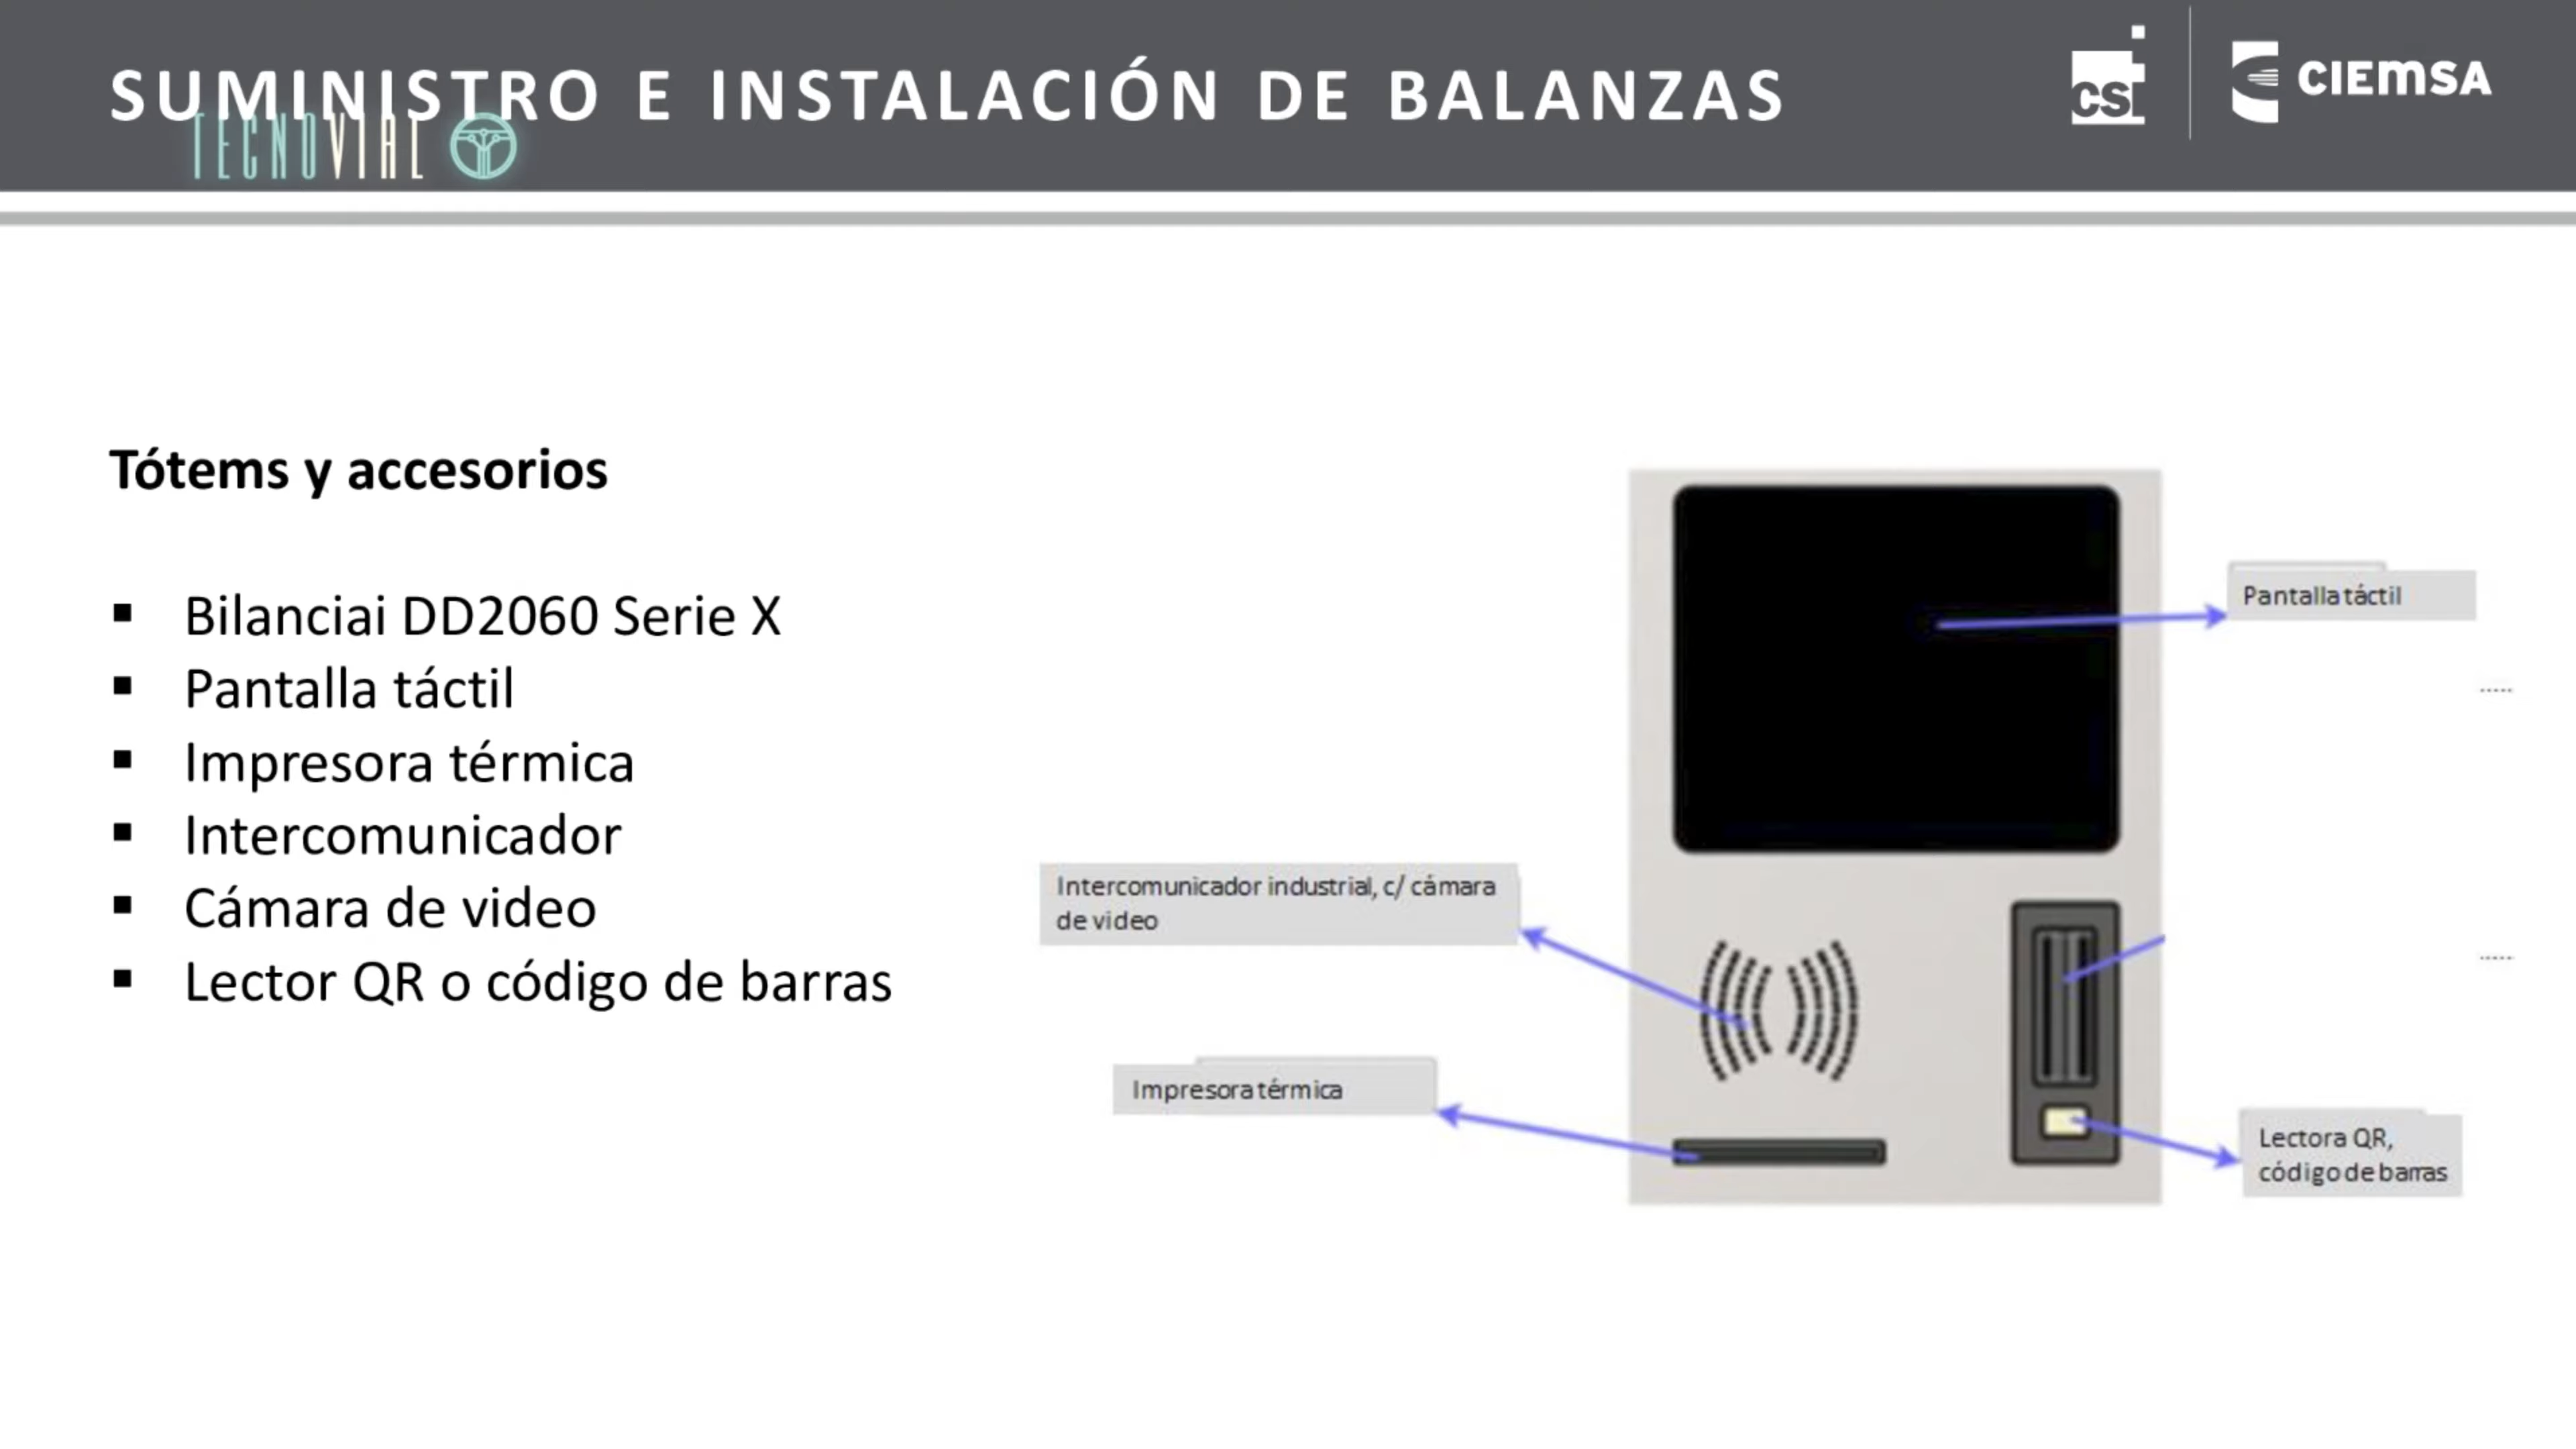 SUMINISTRO E INSTALACIÓN DE BALANZAS
TECNOVIAL
csi
CIEMSA
Tótems y accesorios
Bilanciai DD2060 Serie X
Pantalla táctil
Impresora térmica
Intercomunicador
Cámara de video
Lector QR o código de barras
Pantalla táctil
Intercomunicador industrial, c/ cámara
de video
Impresora térmica
Lectora QR,
código de barras